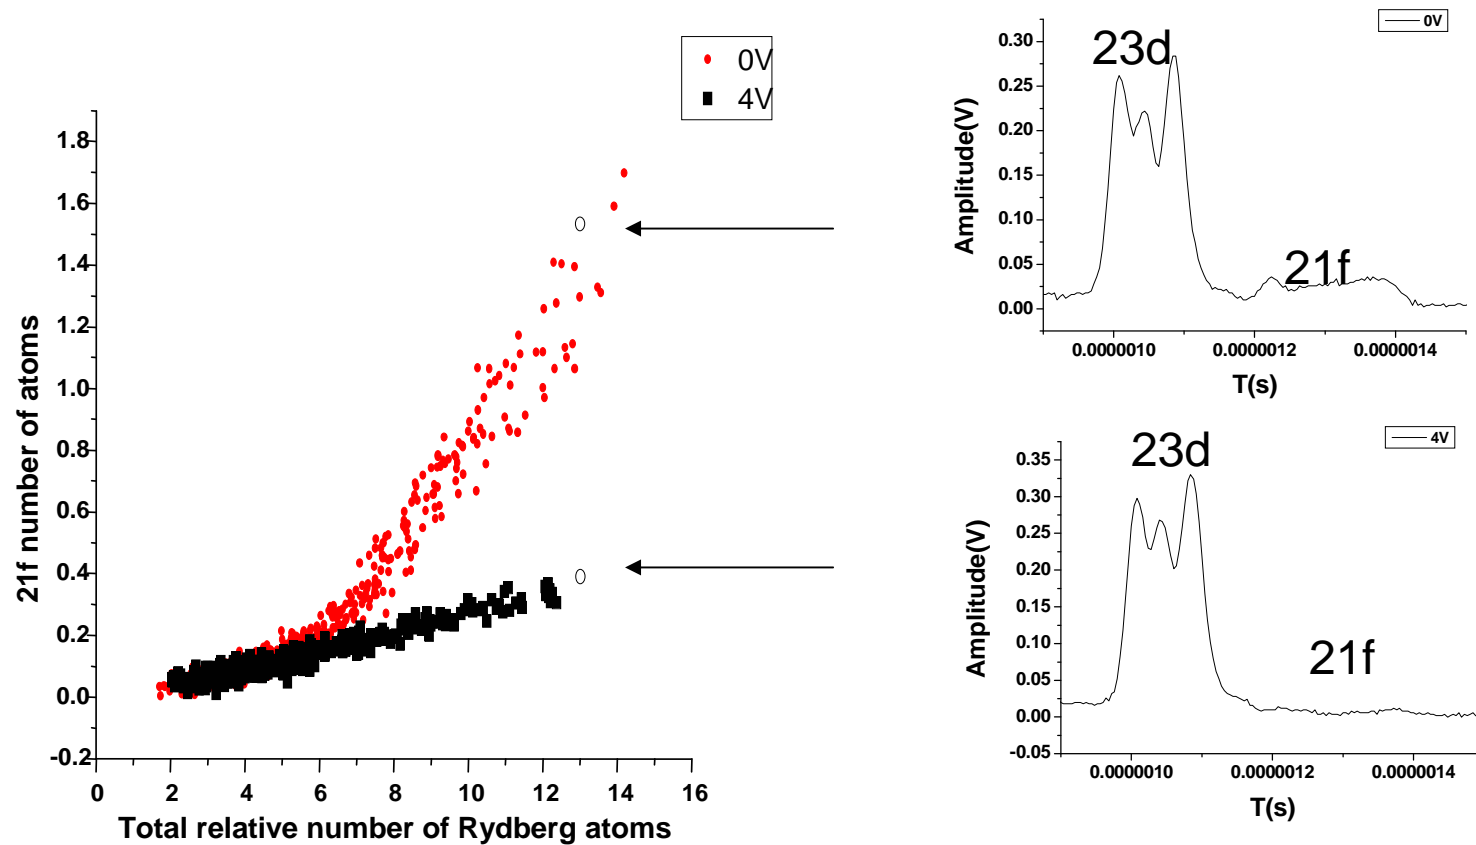 0V
4V
1.8
1.6
1.4
1.2
1.0
0.8
0.6
0.4
0.2
0.0
-0.2
21f number of atoms
0 2 4 6 8 10 12 14 16
Total relative number of Rydberg atoms
0V
23d
21f
0.30
0.25
0.20
0.15
0.10
0.05
0.00
Amplitude(V)
0.0000010 0.0000012 0.0000014
T(s)
4V
23d
21f
0.35
0.30
0.25
0.20
0.15
0.10
0.05
0.00
-0.05
Amplitude(V)
0.0000010 0.0000012 0.0000014
T(s)